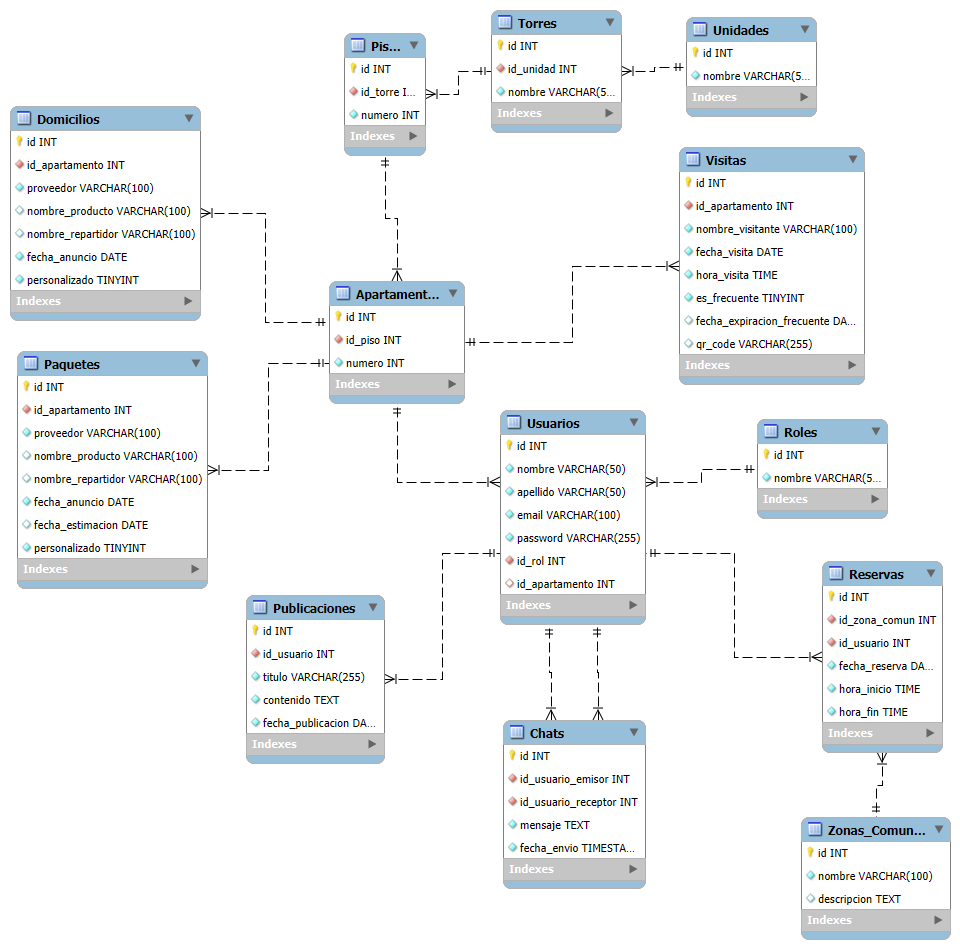 Torres
id INT
id_unidad INT
nombre VARCHAR(5...
Indexes
Unidades
id INT
nombre VARCHAR(5...
Indexes
Pis...
id INT
id_torre I...
numero INT
Indexes
Domicilios
id INT
id_apartamento INT
proveedor VARCHAR(100)
nombre_producto VARCHAR(100)
nombre_repartidor VARCHAR(100)
fecha_anuncio DATE
personalizado TINYINT
Indexes
Visitas
id INT
id_apartamento INT
nombre_visitante VARCHAR(100)
fecha_visita DATE
hora_visita TIME
es_frecuente TINYINT
fecha_expiracion_frecuente DA...
qr_code VARCHAR(255)
Indexes
Apartament...
id INT
id_piso INT
numero INT
Indexes
Paquetes
id INT
id_apartamento INT
proveedor VARCHAR(100)
nombre_producto VARCHAR(100)
nombre_repartidor VARCHAR(100)
fecha_anuncio DATE
fecha_estimacion DATE
personalizado TINYINT
Indexes
Usuarios
id INT
nombre VARCHAR(50)
apellido VARCHAR(50)
email VARCHAR(100)
password VARCHAR(255)
id_rol INT
id_apartamento INT
Indexes
Roles
id INT
nombre VARCHAR(5...
Indexes
Reservas
id INT
id_zona_comun INT
id_usuario INT
fecha_reserva DA...
hora_inicio TIME
hora_fin TIME
Indexes
Publicaciones
id INT
id_usuario INT
titulo VARCHAR(255)
contenido TEXT
fecha_publicacion DA...
Indexes
Chats
id INT
id_usuario_emisor INT
id_usuario_receptor INT
mensaje TEXT
fecha_envio TIMESTA...
Indexes
Zonas_Comun...
id INT
nombre VARCHAR(100)
descripcion TEXT
Indexes